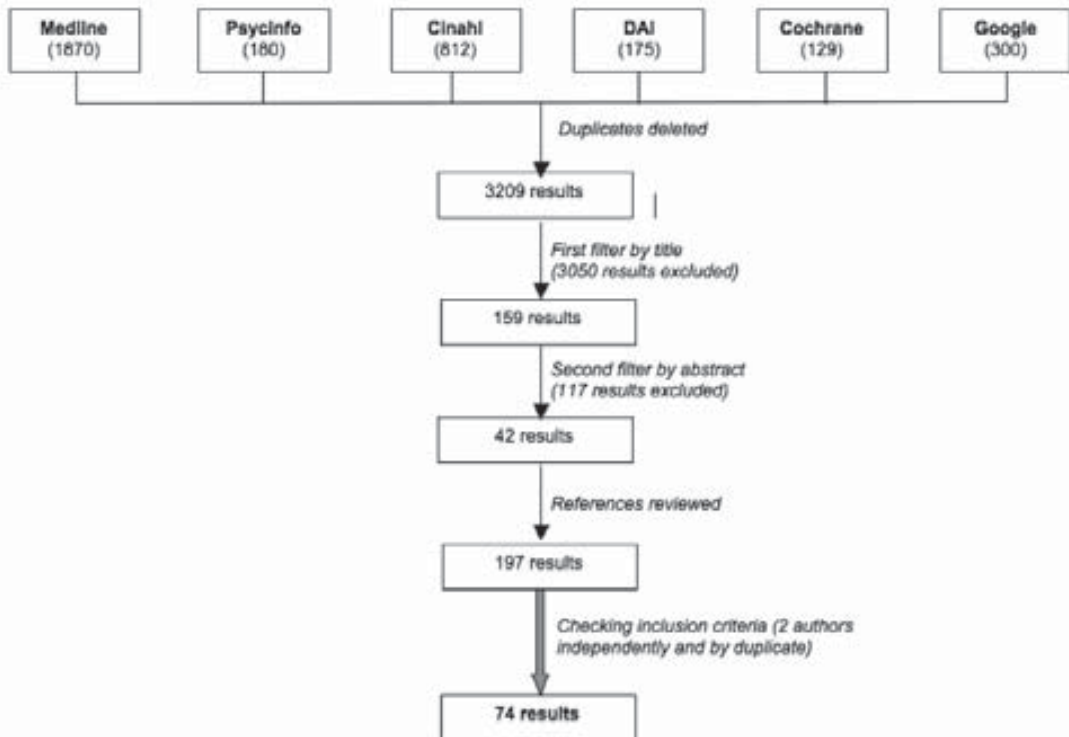 Medline
(1870)
Psycinfo
(180)
Cinahl
(812)
DAI
(175)
Cochrane
(129)
Google
(300)
Duplicates deleted
3209 results
First filter by title
(3050 results excluded)
159 results
Second filter by abstract
(117 results excluded)
42 results
References reviewed
197 results
Checking inclusion criteria (2 authors
independently and by duplicate)
74 results